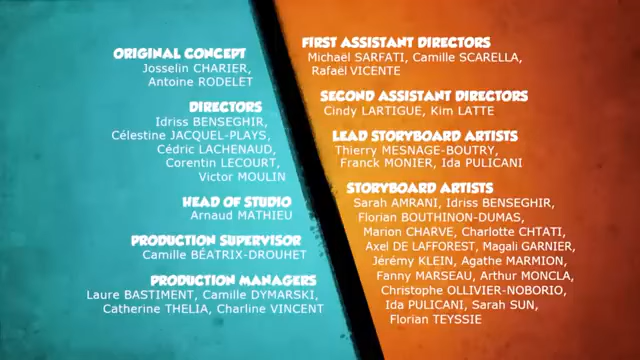 ORIGINAL CONCEPT
Josselin CHARIER,
Antoine RODELET
DIRECTORS
Idriss BENSEGHIR,
Célestine JACQUEL-PLAYS,
Cédric LACHENAUD,
Corentin LECOURT,
Victor MOULIN
HEAD OF STUDIO
Arnaud MATHIEU
PRODUCTION SUPERVISOR
Camille BÉATRIX-DROUHET
PRODUCTION MANAGERS
Laure BASTIMENT, Camille DYMARSKI,
Catherine THELIA, Charline VINCENT
FIRST ASSISTANT DIRECTORS
Michaël SARFATI, Camille SCARELLA,
Rafaël VICENTE
SECOND ASSISTANT DIRECTORS
Cindy LARTIGUE, Kim LATTE
LEAD STORYBOARD ARTISTS
Thierry MESNAGE-BOUTRY,
Franck MONIER, Ida PULICANI
STORYBOARD ARTISTS
Sarah AMRANI, Idriss BENSEGHIR,
Florian BOUTHINON-DUMAS,
Marion CHARVE, Charlotte CHTATI,
Axel DE LAFFOREST, Magali GARNIER,
Jérémy KLEIN, Agathe MARMION,
Fanny MARSEAU, Arthur MONCLA,
Christophe OLLIVIER-NOBORIO,
Ida PULICANI, Sarah SUN,
Florian TEYSSIE